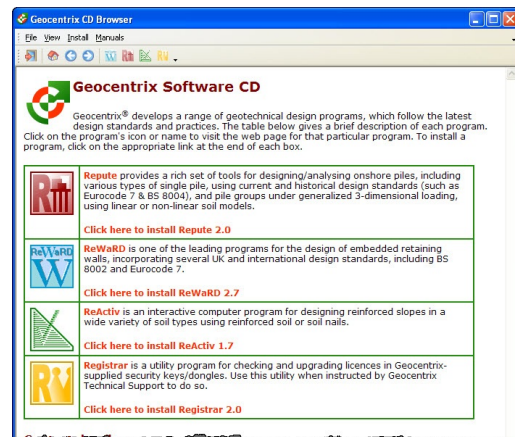 Geocentrix CD Browser
File View Install Manuals
Geocentrix Software CD
Geocentrix® develops a range of geotechnical design programs, which follow the latest
design standards and practices. The table below gives a brief description of each program.
Click on the program's icon or name to visit the web page for that particular program. To install a
program, click on the appropriate link at the end of each box.
Repute provides a rich set of tools for designing/analysing onshore piles, including
various types of single pile, using current and historical design standards (such as
Eurocode 7 & BS 8004), and pile groups under generalized 3-dimensional loading,
using linear or non-linear soil models.
Click here to install Repute 2.0
ReWaRD
ReWaRD is one of the leading programs for the design of embedded retaining
walls, incorporating several UK and international design standards, including BS
8002 and Eurocode 7.
Click here to install ReWaRD 2.7
ReActiv is an interactive computer program for designing reinforced slopes in a
wide variety of soil types using reinforced soil or soil nails.
Click here to install ReActiv 1.7
Registrar is a utility program for checking and upgrading licences in Geocentrix-
supplied security keys/dongles. Use this utility when instructed by Geocentrix
Technical Support to do so.
Click here to install Registrar 2.0